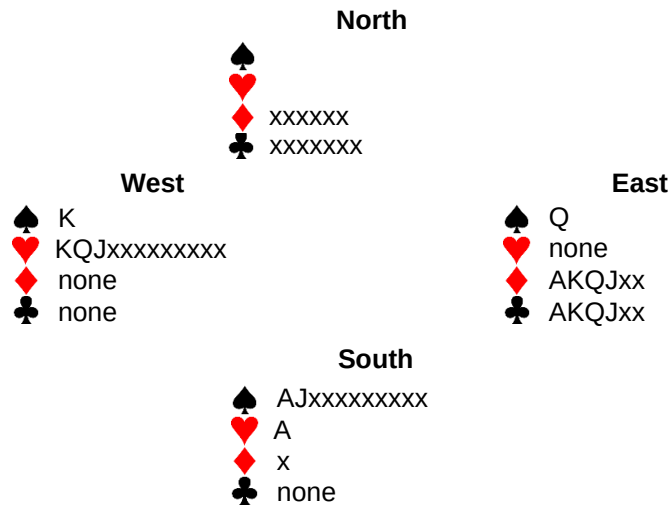 North
♠
♥
♦ xxxxxx
♣ xxxxxxx
West
♠ K
♥ KQJxxxxxxxxx
♦ none
♣ none
East
♠ Q
♥ none
♦ AKQJxx
♣ AKQJxx
South
♠ AJxxxxxxxxx
♥ A
♦ x
♣ none